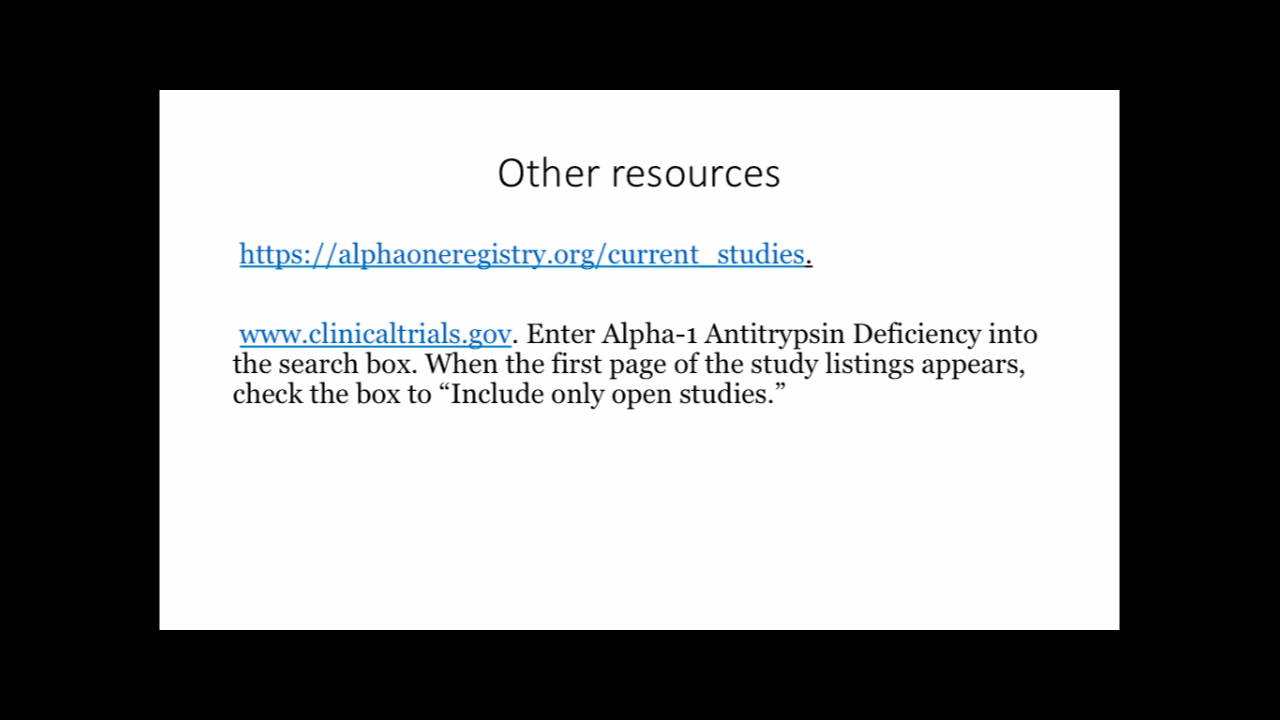 Other resources
https://alphaoneregistry.org/current_studies.
www.clinicaltrials.gov. Enter Alpha-1 Antitrypsin Deficiency into
the search box. When the first page of the study listings appears,
check the box to “Include only open studies.”